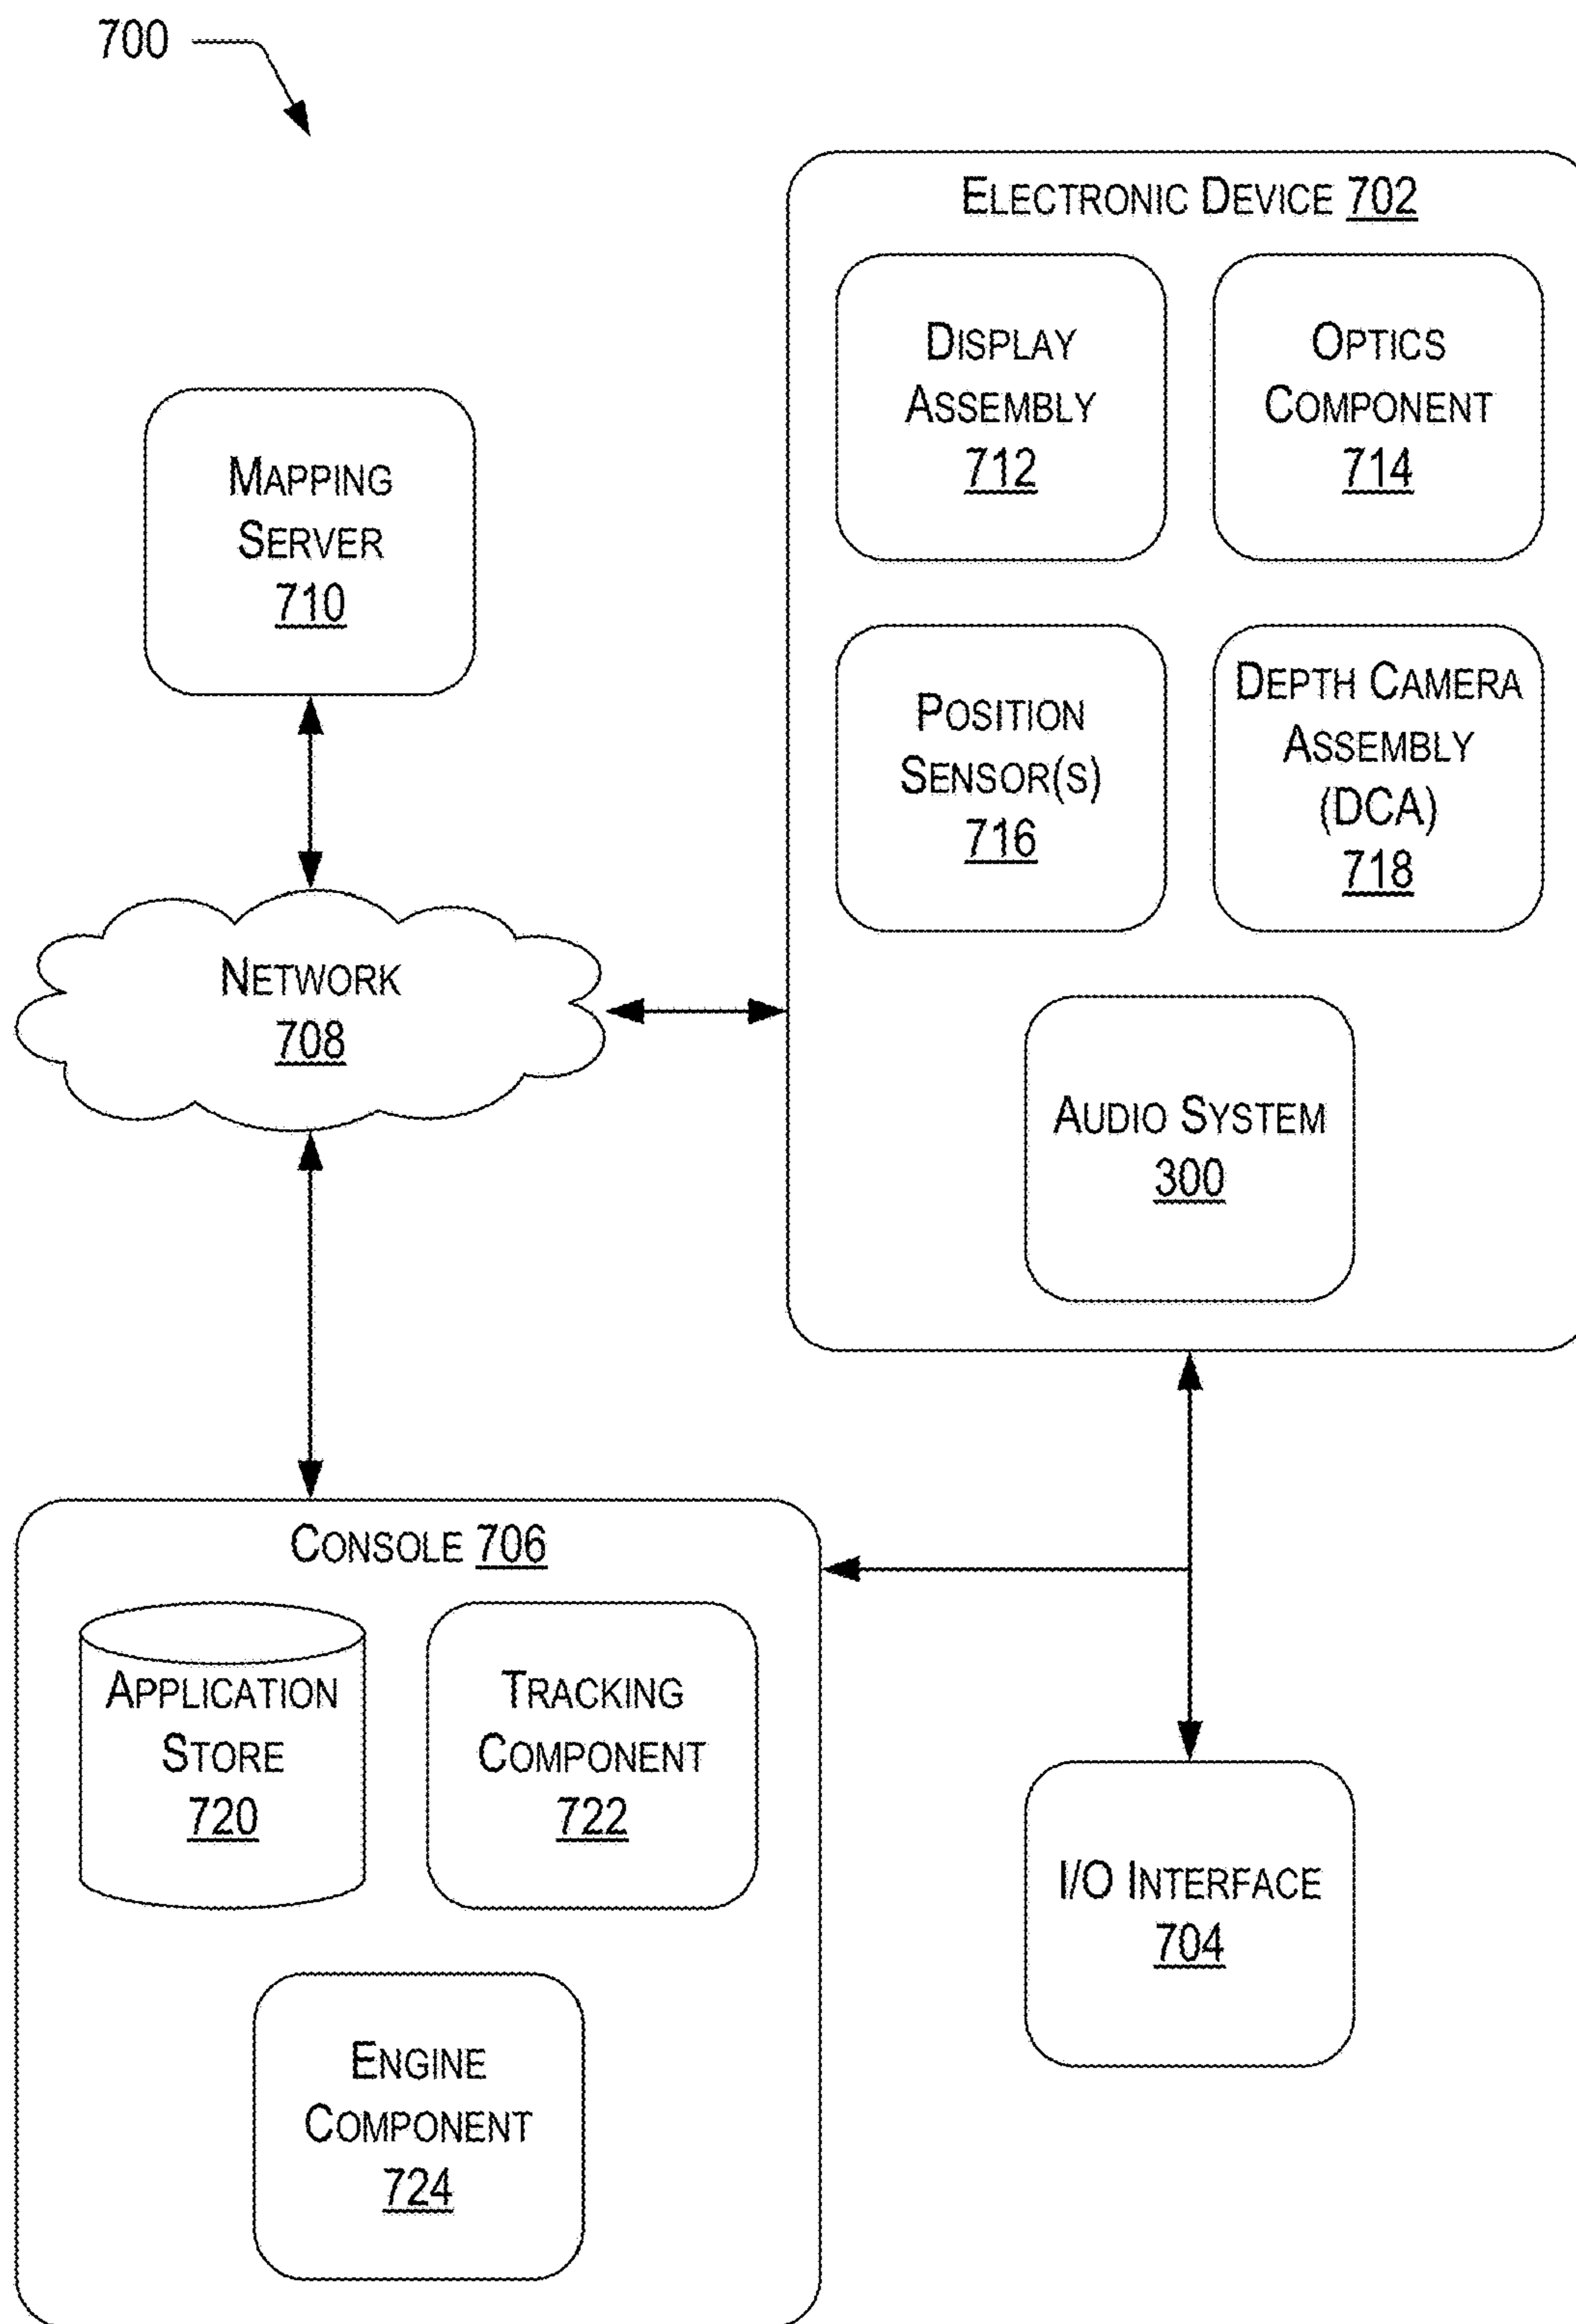 700
ELECTRONIC DEVICE 702
DISPLAY
ASSEMBLY
712
OPTICS
COMPONENT
714
MAPPING
SERVER
710
POSITION
SENSOR(S)
716
DEPTH CAMERA
ASSEMBLY
(DCA)
718
NETWORK
708
AUDIO SYSTEM
300
CONSOLE 706
APPLICATION
STORE
720
TRACKING
COMPONENT
722
I/O INTERFACE
704
ENGINE
COMPONENT
724